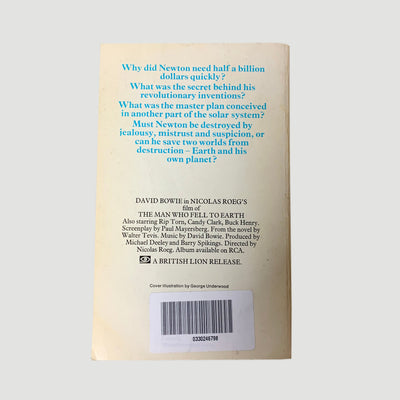 Why did Newton need half a billion
dollars quickly?
What was the secret behind his
revolutionary inventions?
What was the master plan conceived
in another part of the solar system?
Must Newton be destroyed by
jealousy, mistrust and suspicion, or
can he save two worlds from
destruction – Earth and his
own planet?
DAVID BOWIE in NICOLAS ROEG'S
film of
THE MAN WHO FELL TO EARTH
Also starring Rip Torn, Candy Clark, Buck Henry.
Screenplay by Paul Mayersberg. From the novel by
Walter Tevis. Music by David Bowie. Produced by
Michael Deeley and Barry Spikings. Directed by
Nicolas Roeg. Album available on RCA.
A BRITISH LION RELEASE.
Cover illustration by George Underwood
0330246798